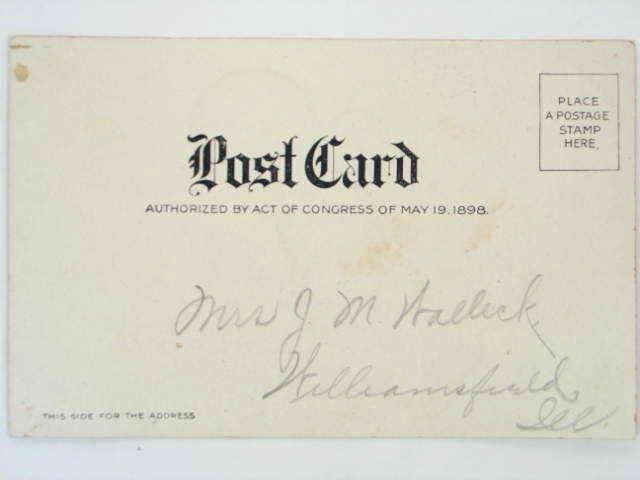 PLACE
A POSTAGE
STAMP
HERE.
Post Card
AUTHORIZED BY ACT OF CONGRESS OF MAY 19, 1898.
Mrs J. M. Wallick
Williamsfield
Ill.
THIS SIDE FOR THE ADDRESS